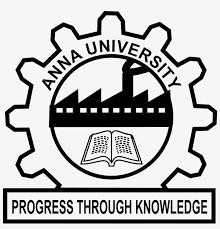 ANNA UNIVERSITY
PROGRESS THROUGH KNOWLEDGE